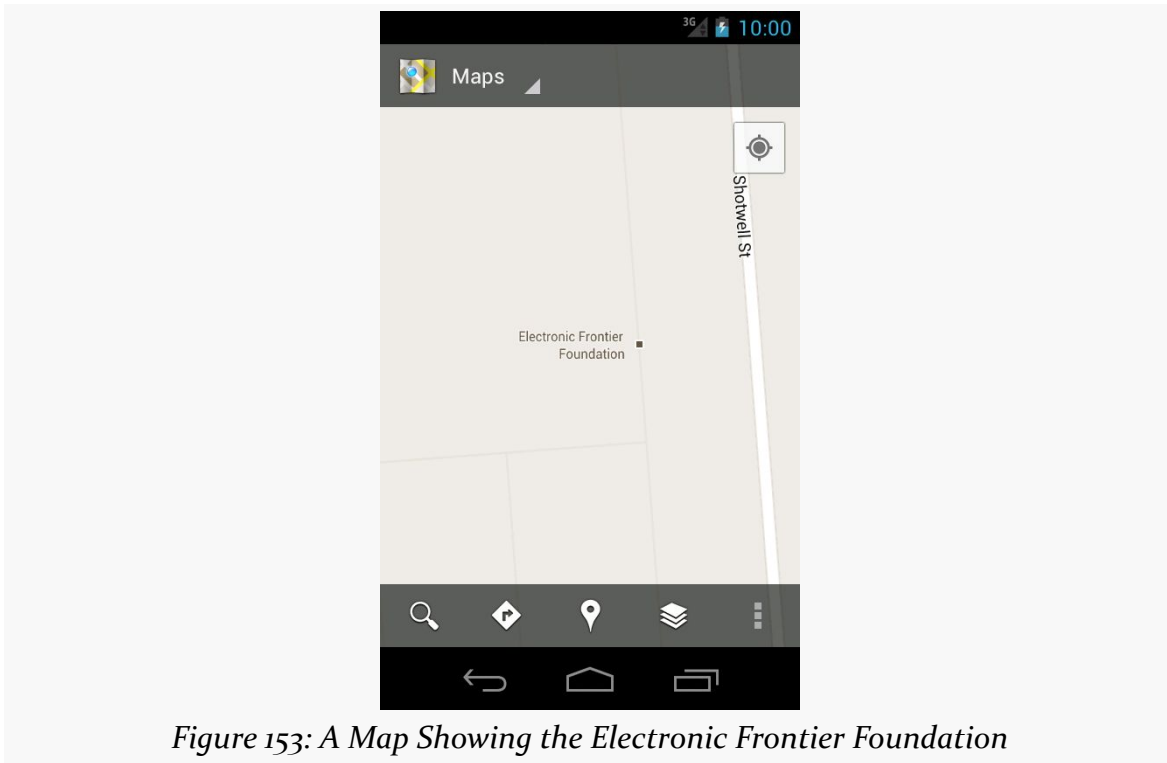 3G 10:00
Maps
Shotwell St
Electronic Frontier
Foundation
Figure 153: A Map Showing the Electronic Frontier Foundation